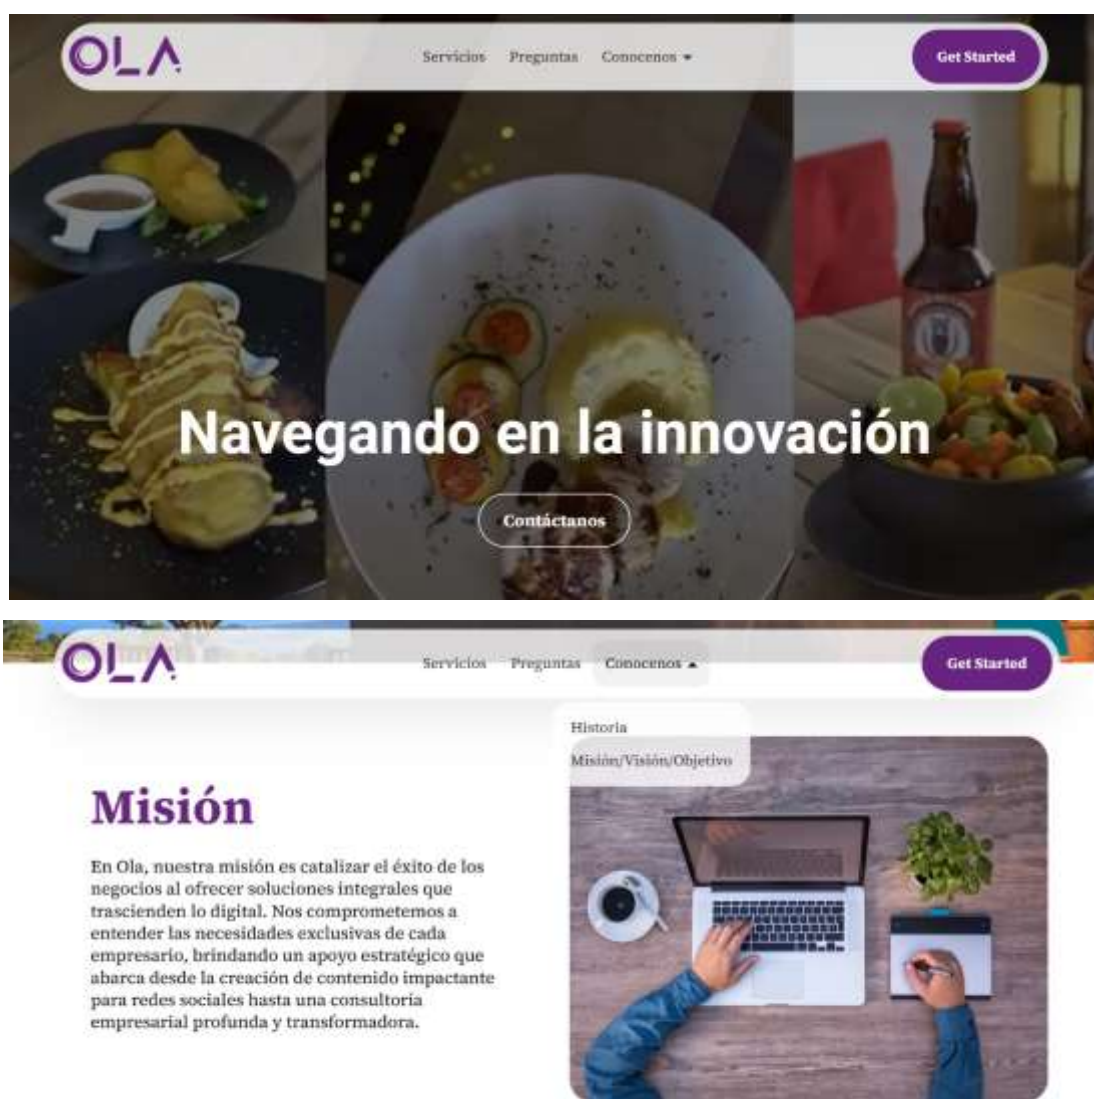 OLA
Servicios Preguntas Conocenos
Get Started
Navegando en la innovación
Contáctanos
OLA
Servicios Preguntas Conocenos
Get Started
Historia
Misión/Visión/Objetivo
Misión
En Ola, nuestra misión es catalizar el éxito de los
negocios al ofrecer soluciones integrales que
trascienden lo digital. Nos comprometemos a
entender las necesidades exclusivas de cada
empresario, brindando un apoyo estratégico que
abarca desde la creación de contenido impactante
para redes sociales hasta una consultoría
empresarial profunda y transformadora.